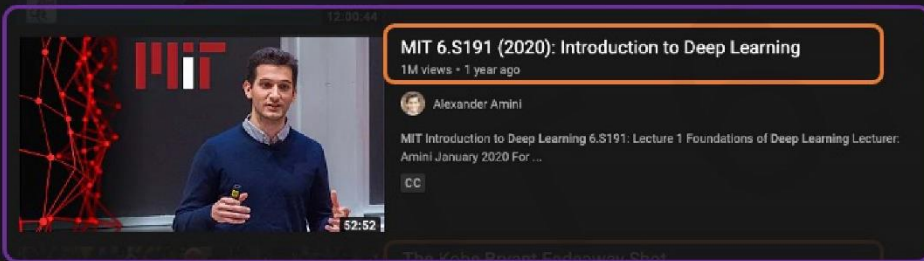 12:00:44
MIT
MIT 6.S191 (2020): Introduction to Deep Learning
1M views • 1 year ago
Alexander Amini
MIT Introduction to Deep Learning 6.S191: Lecture 1 Foundations of Deep Learning Lecturer:
Amini January 2020 For ...
CC
52:52
The Kobe Bryant Fadeaway Shot